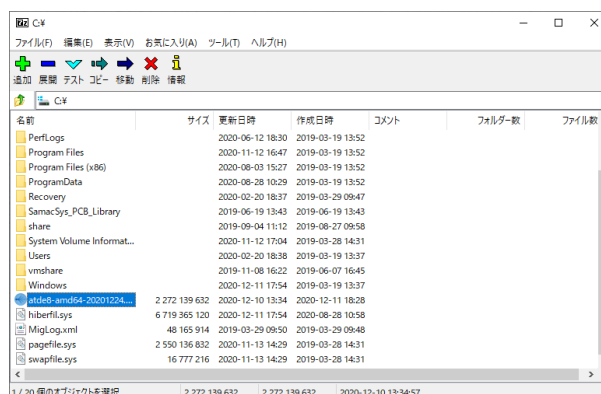 7z C:¥
ファイル(F) 編集(E) 表示(V) お気に入り(A) ツール(T) ヘルプ(H)
追加 展開 テスト コピー 移動 削除 情報
C:¥
名前 サイズ 更新日時 作成日時 コメント フォルダー数 ファイル数
PerfLogs 2020-06-12 18:30 2019-03-19 13:52
Program Files 2020-11-12 16:47 2019-03-19 13:52
Program Files (x86) 2020-08-03 15:27 2019-03-19 13:52
ProgramData 2020-08-28 10:29 2019-03-19 13:52
Recovery 2020-02-20 18:37 2019-03-29 09:47
SamacSys_PCB_Library 2019-06-19 13:43 2019-06-19 13:43
share 2019-09-04 11:12 2019-08-27 09:58
System Volume Informat... 2020-11-12 17:04 2019-03-28 14:31
Users 2020-02-20 18:38 2019-03-19 13:37
vmshare 2019-11-08 16:22 2019-06-07 16:45
Windows 2020-12-11 17:54 2019-03-19 13:37
atde8-amd64-20201224.... 2 272 139 632 2020-12-10 13:34 2020-12-11 18:28
hiberfil.sys 6 719 365 120 2020-12-11 17:54 2020-08-28 10:58
MigLog.xml 48 165 914 2019-03-29 09:50 2019-03-29 09:48
pagefile.sys 2 550 136 832 2020-11-13 14:29 2019-03-28 14:31
swapfile.sys 16 777 216 2020-11-13 14:29 2019-03-28 14:31
1 / 20 個のオブジェクトを選択 2 272 139 632 2 272 139 632 2020-12-10 13:34:57